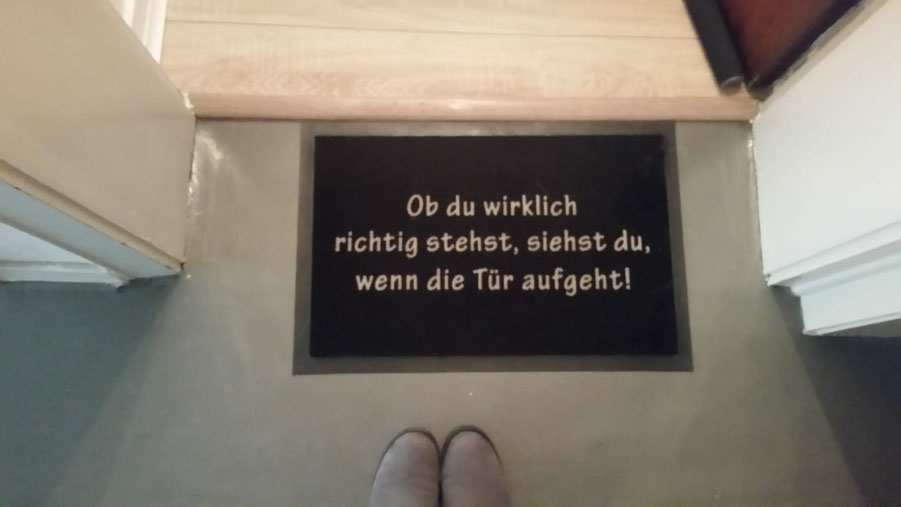 Ob du wirklich
richtig stehst, siehst du,
wenn die Tür aufgeht!